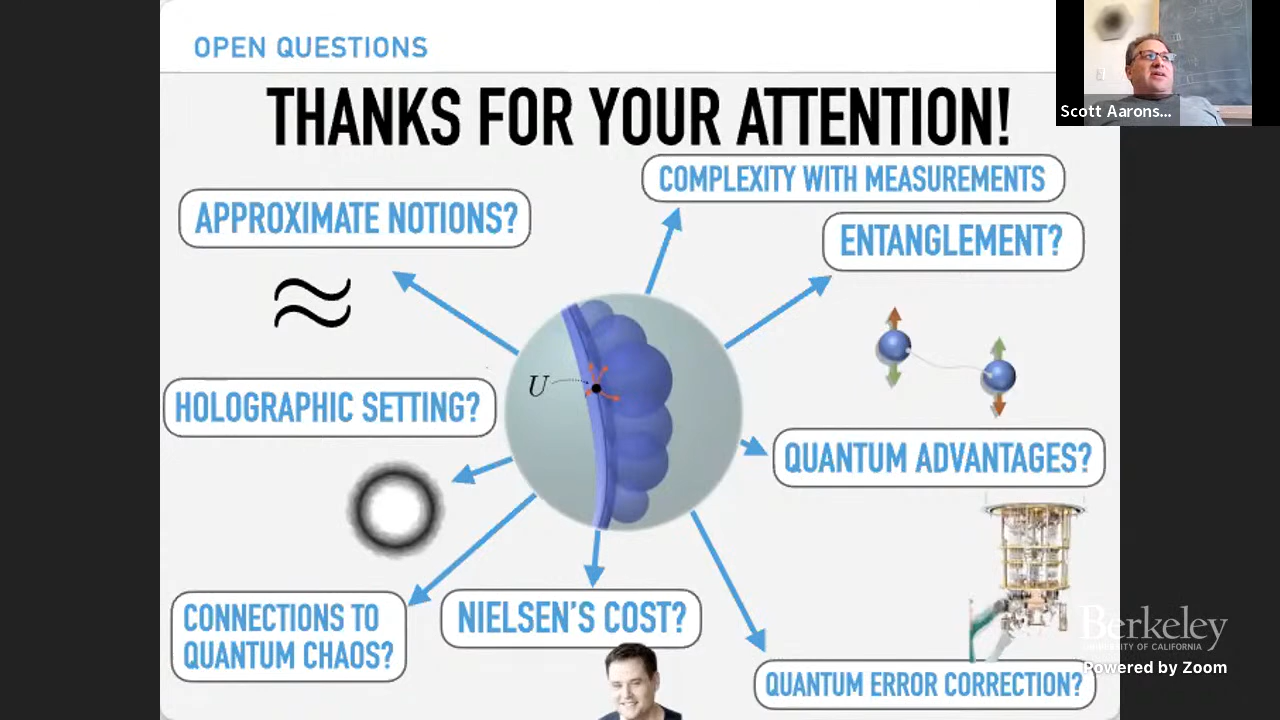 OPEN QUESTIONS
THANKS FOR YOUR ATTENTION!
Scott Aarons...
COMPLEXITY WITH MEASUREMENTS
APPROXIMATE NOTIONS?
ENTANGLEMENT?
≈
U
HOLOGRAPHIC SETTING?
QUANTUM ADVANTAGES?
CONNECTIONS TO
QUANTUM CHAOS?
NIELSEN'S COST?
QUANTUM ERROR CORRECTION?
Berkeley
UNIVERSITY OF CALIFORNIA
Powered by Zoom